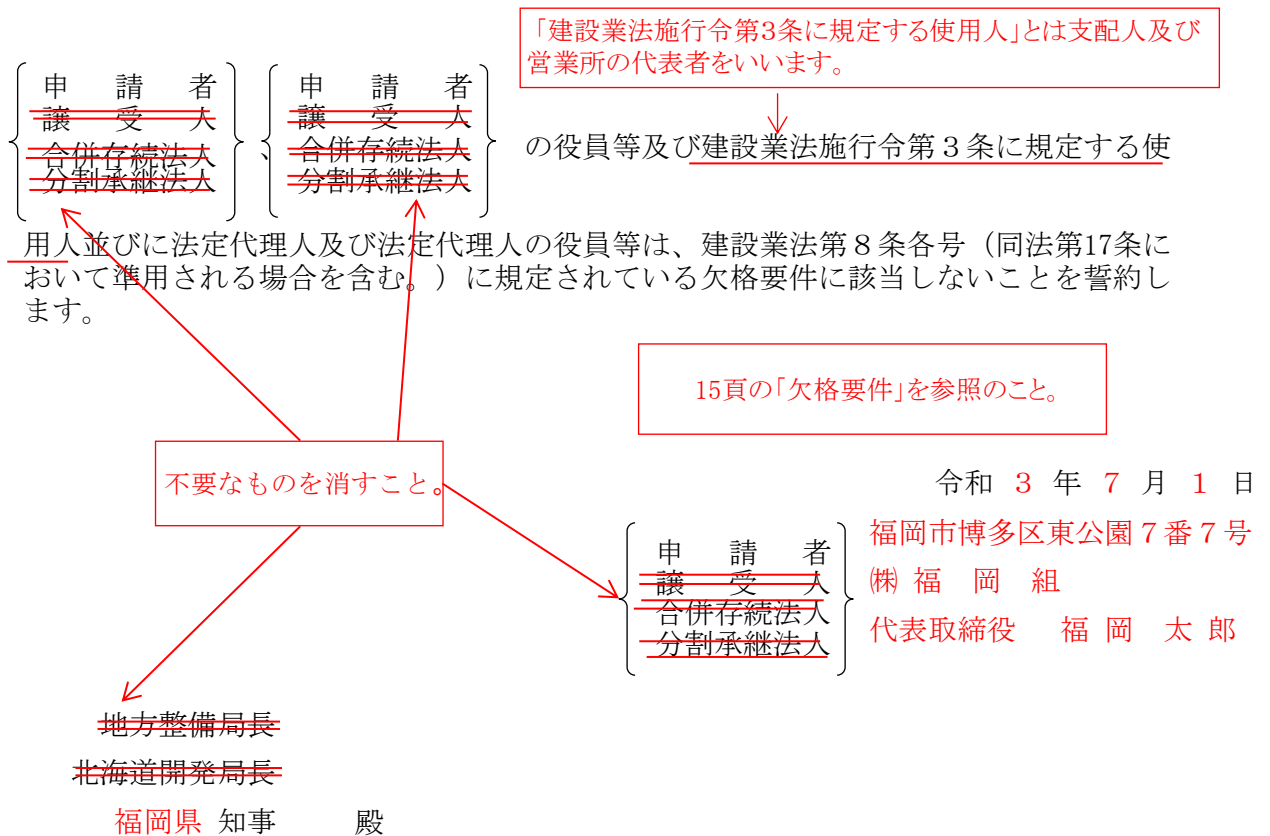 「建設業法施行令第3条に規定する使用人」とは支配人及び
営業所の代表者をいいます。
申　請　者
譲　受　人
合併存続法人
分割承継法人
、
申　請　者
譲　受　人
合併存続法人
分割承継法人
の役員等及び建設業法施行令第３条に規定する使
用人並びに法定代理人及び法定代理人の役員等は、建設業法第８条各号（同法第17条に
おいて準用される場合を含む。）に規定されている欠格要件に該当しないことを誓約し
ます。
15頁の「欠格要件」を参照のこと。
不要なものを消すこと。
令和 ３ 年 ７ 月 １ 日
申　請　者
譲　受　人
合併存続法人
分割承継法人
福岡市博多区東公園７番７号
㈱ 福 岡 組
代表取締役　福 岡 太 郎
地方整備局長
北海道開発局長
福岡県 知事　殿